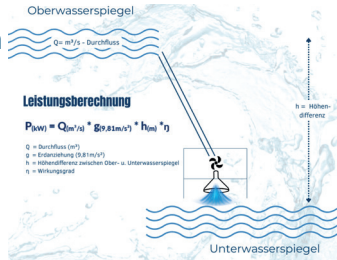 Oberwasserspiegel
Q= m³/s - Durchfluss
h = Höhen-
differenz
Leistungsberechnung
P(kW) = Q(m³/s) * g(9,81m/s²) * h(m) *η
Q = Durchfluss (m³)
g = Erdanziehung (9,81m/s²)
h = Höhendifferenz zwischen Ober- u. Unterwasserspiegel
η = Wirkungsgrad
Unterwasserspiegel